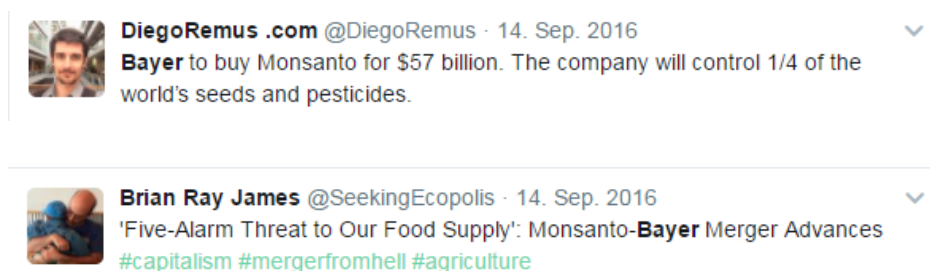 DiegoRemus .com @DiegoRemus · 14. Sep. 2016
Bayer to buy Monsanto for $57 billion. The company will control 1/4 of the
world's seeds and pesticides.
Brian Ray James @SeekingEcopolis · 14. Sep. 2016
'Five-Alarm Threat to Our Food Supply': Monsanto-Bayer Merger Advances
#capitalism #mergerfromhell #agriculture